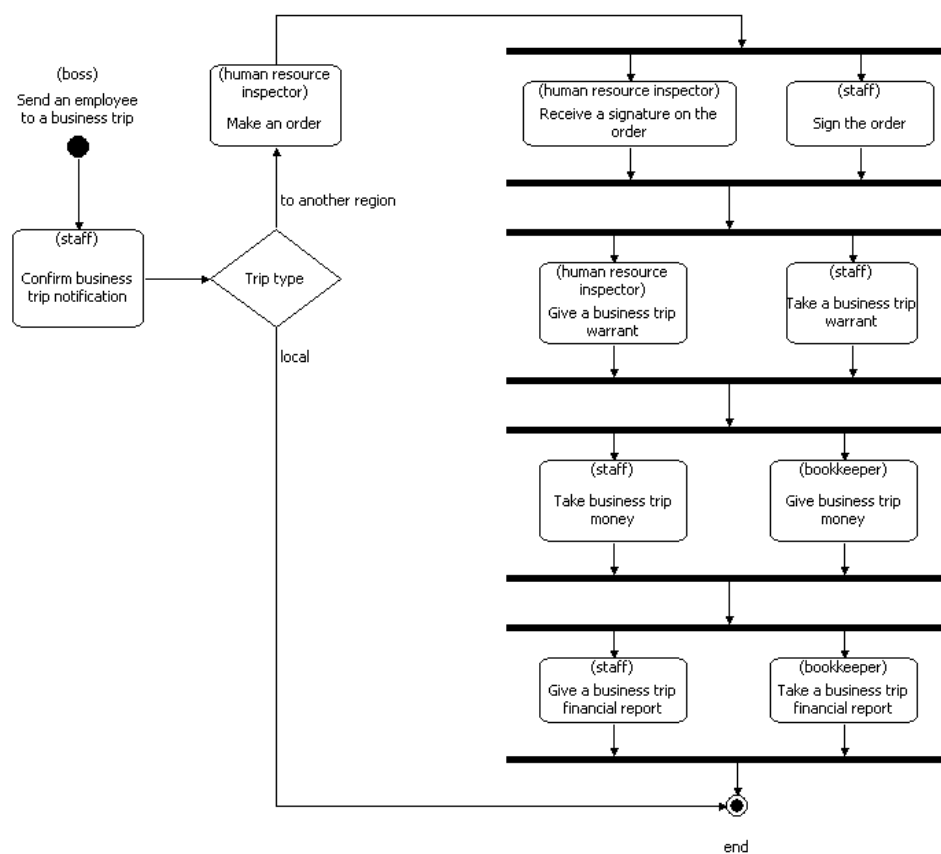 (boss)
Send an employee
to a business trip
(staff)
Confirm business
trip notification
Trip type
to another region
local
(human resource
inspector)
Make an order
(human resource inspector)
Receive a signature on the
order
(staff)
Sign the order
(human resource
inspector)
Give a business trip
warrant
(staff)
Take a business trip
warrant
(staff)
Take business trip
money
(bookkeeper)
Give business trip
money
(staff)
Give a business trip
financial report
(bookkeeper)
Take a business trip
financial report
end